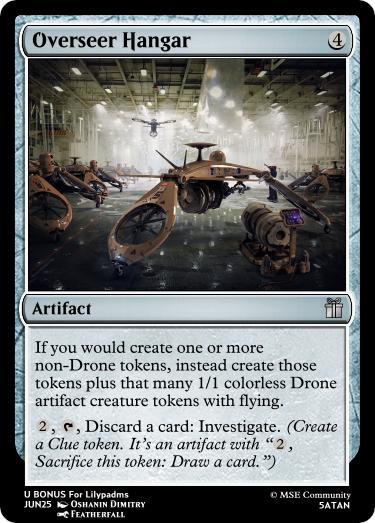 Overseer Hangar 4
Artifact
If you would create one or more
non-Drone tokens, instead create those
tokens plus that many 1/1 colorless Drone
artifact creature tokens with flying.
2, , Discard a card: Investigate. (Create
a Clue token. It's an artifact with “2,
Sacrifice this token: Draw a card.”)
U BONUS For Lilypadms
JUN25 Oshanin Dimitry
Featherfall
© MSE Community
5ATAN